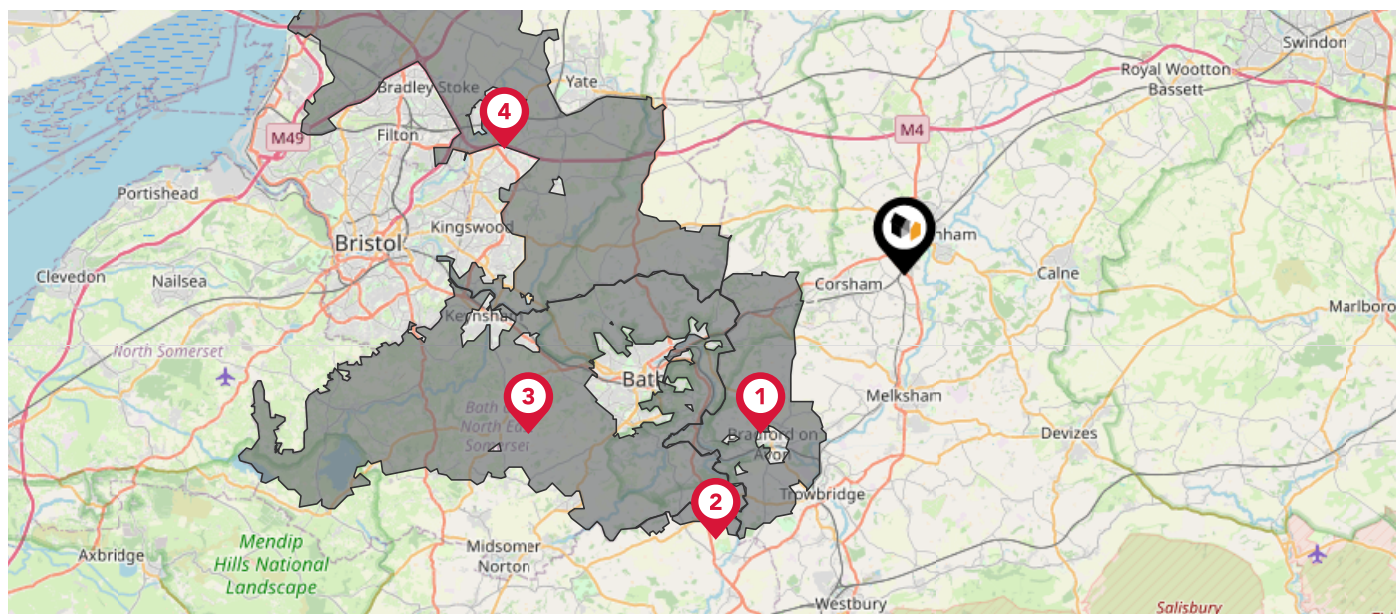 Swindon
Royal Wootton
Bassett
Yate
Bradley Stoke
4
Filton
M49
M4
Portishead
Kingswood
Bristol
nham
Clevedon
Nailsea
Corsham
Calne
Marlboro
North Somerset
Bath
3
1
Melksham
Bath
North Ea
Somerset
Bradford on
Avon
Devizes
2
Trowbridge
Axbridge
Mendip
Hills National
Landscape
Midsomer
Norton
Westbury
Salisbury